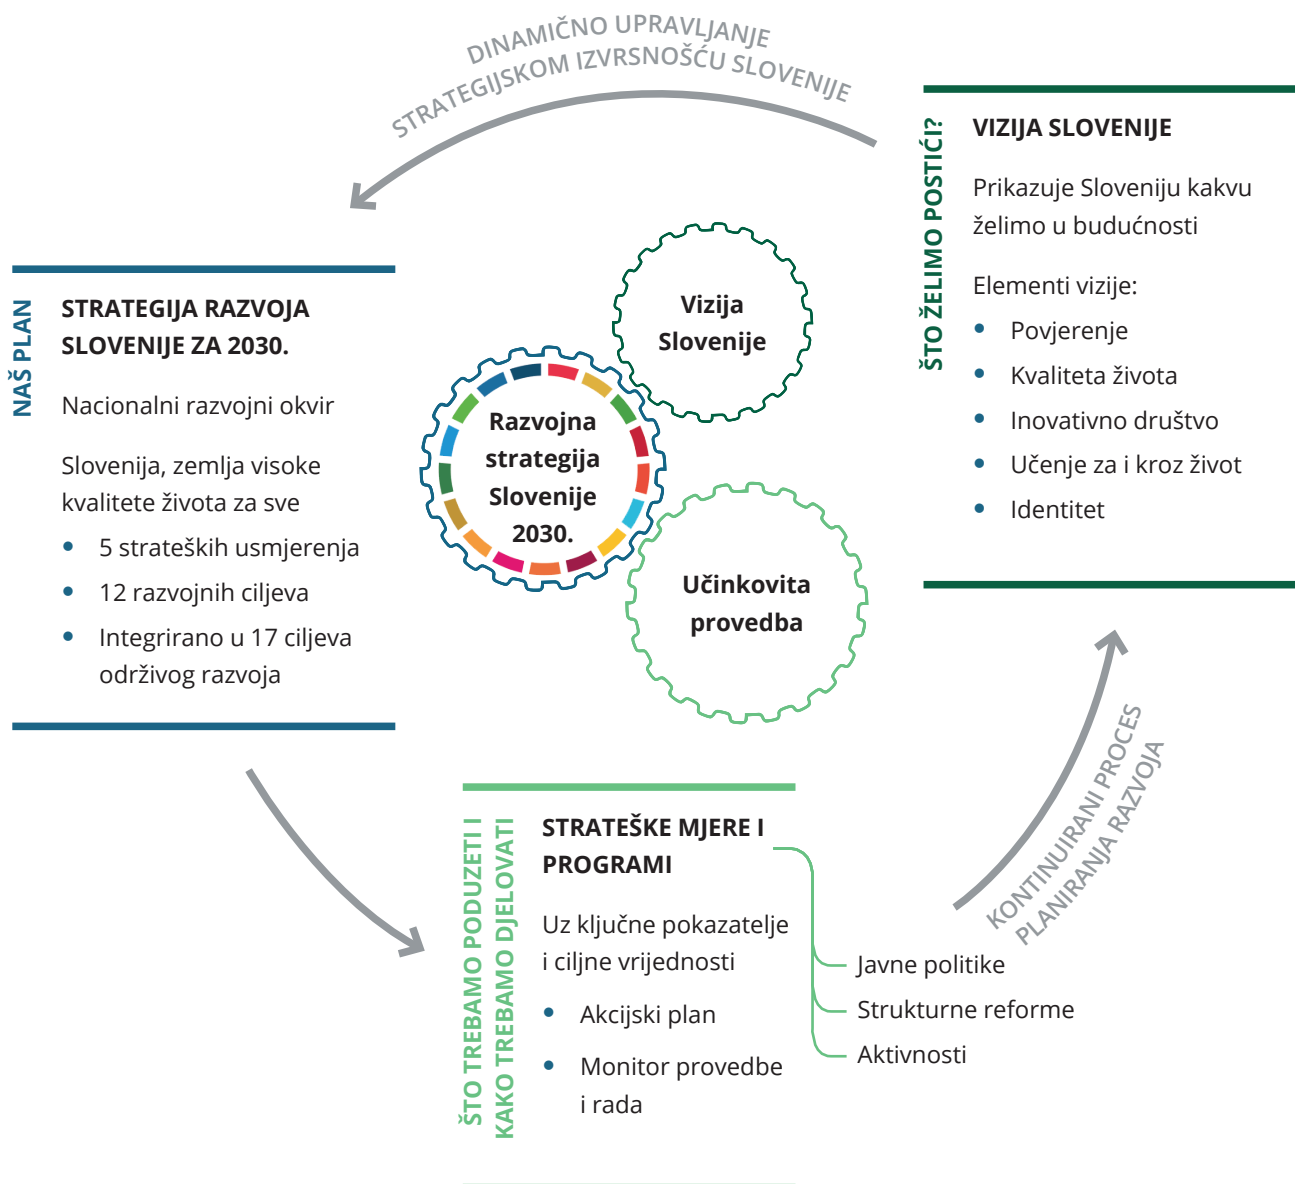 DINAMIČNO UPRAVLJANJE
STRATEGIJSKOM IZVRSNOŠĆU SLOVENIJE
ŠTO ŽELIMO POSTIĆI?
VIZIJA SLOVENIJE
Prikazuje Sloveniju kakvu
želimo u budućnosti
Elementi vizije:
• Povjerenje
• Kvaliteta života
• Inovativno društvo
• Učenje za i kroz život
• Identitet
NAŠ PLAN
STRATEGIJA RAZVOJA
SLOVENIJE ZA 2030.
Nacionalni razvojni okvir
Slovenija, zemlja visoke
kvalitete života za sve
• 5 strateških usmjerenja
• 12 razvojnih ciljeva
• Integrirano u 17 ciljeva
održivog razvoja
Vizija
Slovenije
Razvojna
strategija
Slovenije
2030.
Učinkovita
provedba
ŠTO TREBAMO PODUZETI I
KAKO TREBAMO DJELOVATI
STRATEŠKE MJERE I
PROGRAMI
Uz ključne pokazatelje
i ciljne vrijednosti
• Akcijski plan
• Monitor provedbe
i rada
Javne politike
Strukturne reforme
Aktivnosti
KONTINUIRANI PROCES
PLANIRANJA RAZVOJA